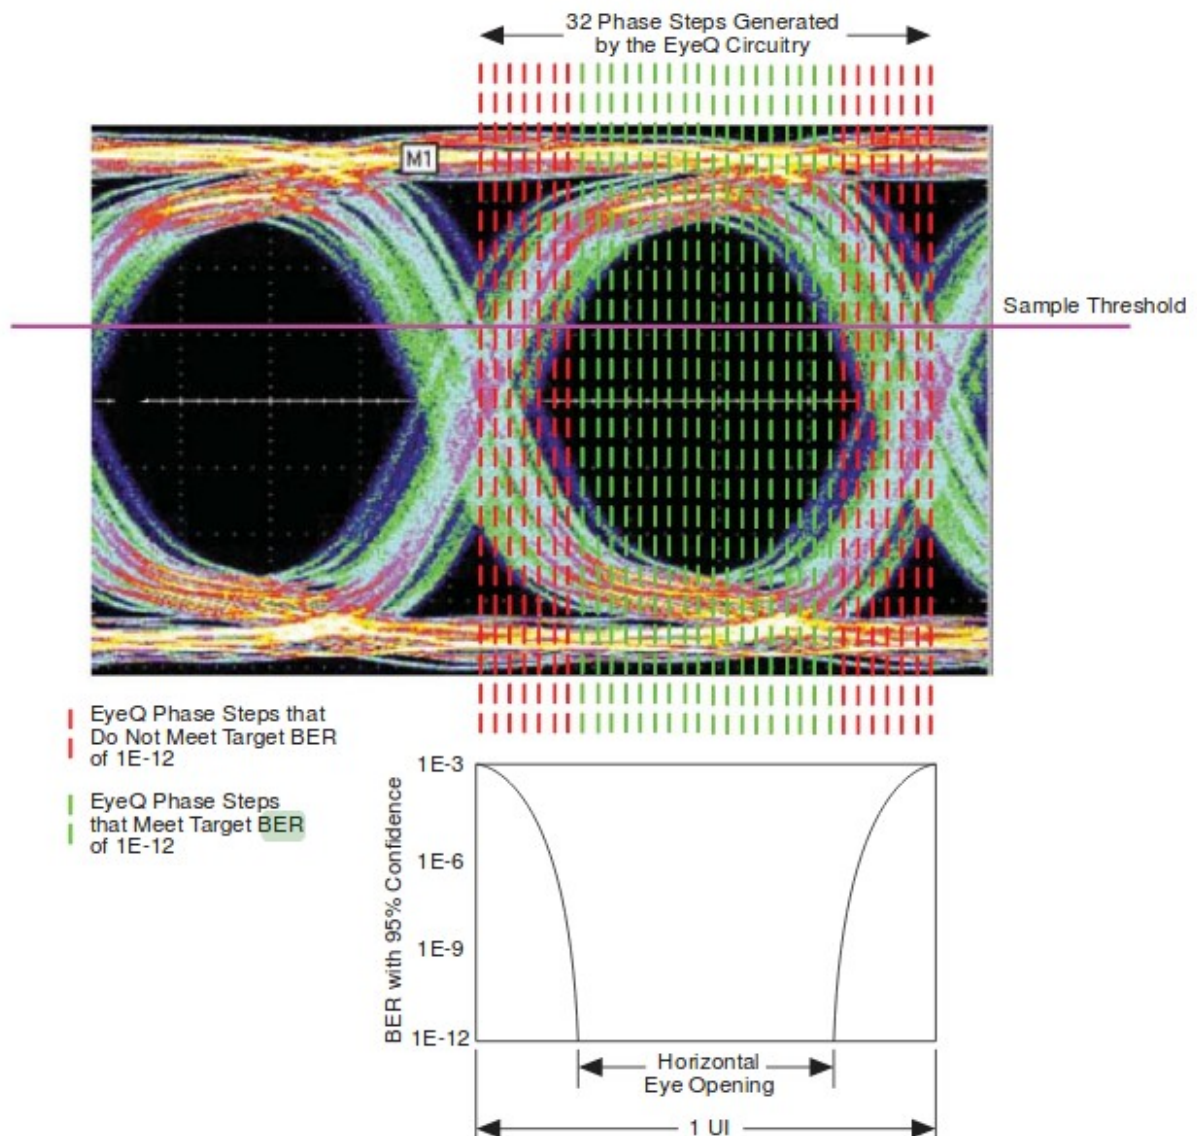 32 Phase Steps Generated
by the EyeQ Circuitry
M1
Sample Threshold
EyeQ Phase Steps that
Do Not Meet Target BER
of 1E-12
EyeQ Phase Steps
that Meet Target BER
of 1E-12
BER with 95% Confidence
1E-3
1E-6
1E-9
1E-12
Horizontal
Eye Opening
1 UI